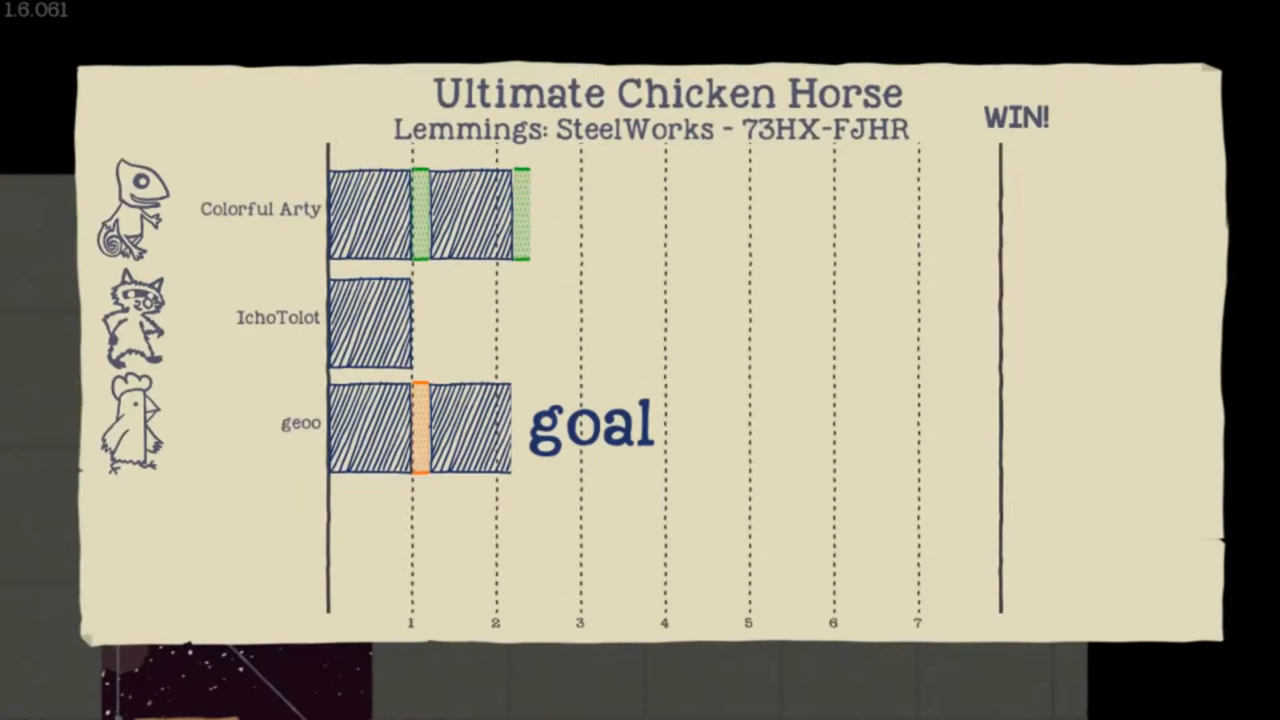 1.6.061
Ultimate Chicken Horse
Lemmings: SteelWorks - 73HX-FJHR
WIN!
Colorful Arty
IchoTolot
geoo
goal
1 2 3 4 5 6 7